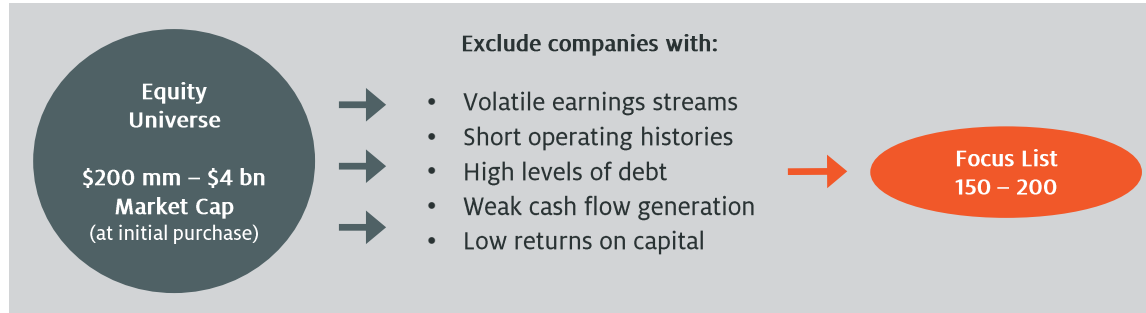 Equity
Universe
$200 mm – $4 bn
Market Cap
(at initial purchase)
Exclude companies with:
• Volatile earnings streams
• Short operating histories
• High levels of debt
• Weak cash flow generation
• Low returns on capital
Focus List
150 – 200